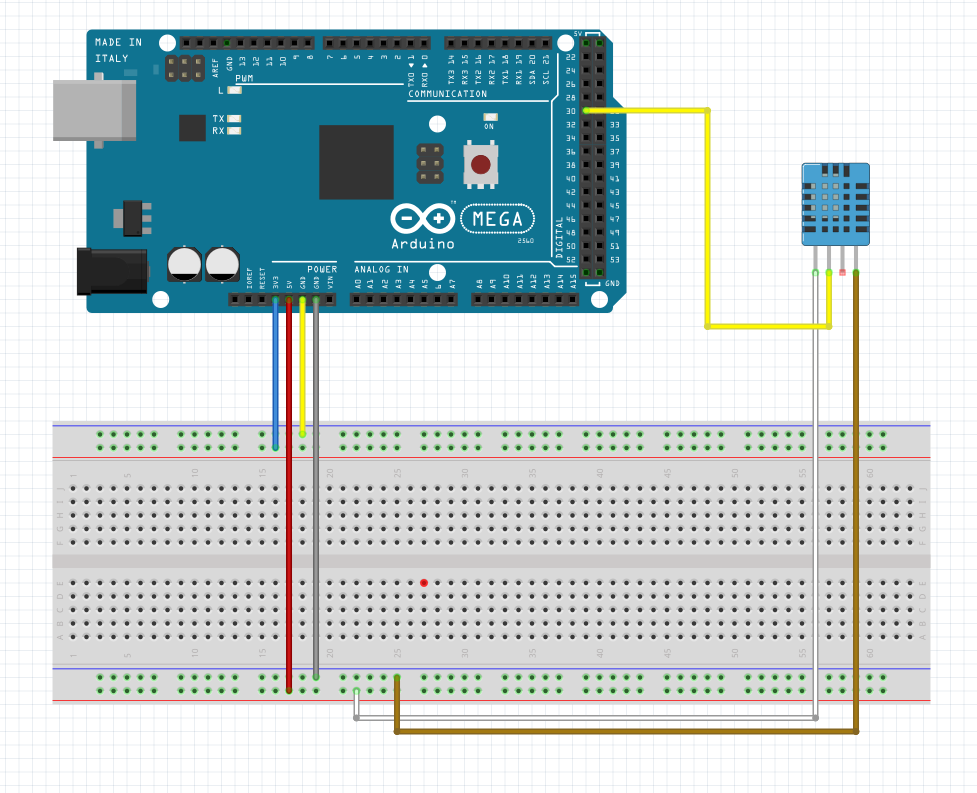 MADE IN
ITALY
AREF
GND
13
12
11
10
9
8
7
6
5
4
3
2
TX0 ▶ 1
RX0 ◀ 0
TX3 14
RX3 15
TX2 16
RX2 17
TX1 18
RX1 19
SDA 20
SCL 21
5V
PWM
COMMUNICATION
L
TX
RX
ON
22
24
26
28
30
32 33
34 35
36 37
38 39
40 41
42 43
44 45
46 47
48 49
50 51
52 53
GND
DIGITAL
MEGA
2560
TM
Arduino
POWER
ANALOG IN
IOREF
RESET
3V3
5V
GND
GND
VIN
A0
A1
A2
A3
A4
A5
6
A7
A8
A9
A10
A11
A12
A13
A14
A15
1 5 10 15 20 25 30 35 40 45 50 55 60
J J
I I
H H
G G
F F
E E
D D
C C
B B
A A
1 5 10 15 20 25 30 35 40 45 50 55 60